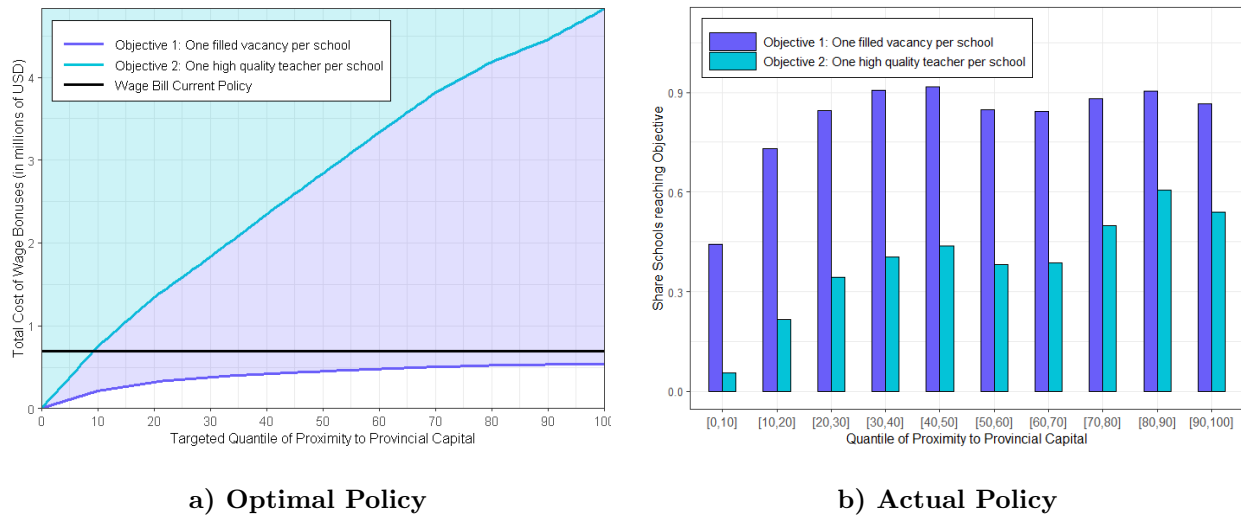 Objective 1: One filled vacancy per school
Objective 2: One high quality teacher per school
Wage Bill Current Policy
Total Cost of Wage Bonuses (in millions of USD)
4
3
2
1
0
0 10 20 30 40 50 60 70 80 90 100
Targeted Quantile of Proximity to Provincial Capital
a) Optimal Policy
Objective 1: One filled vacancy per school
Objective 2: One high quality teacher per school
Share Schools reaching Objective
0.9
0.6
0.3
0.0
[0,10] [10,20] [20,30] [30,40] [40,50] [50,60] [60,70] [70,80] [80,90] [90,100]
Quantile of Proximity to Provincial Capital
b) Actual Policy